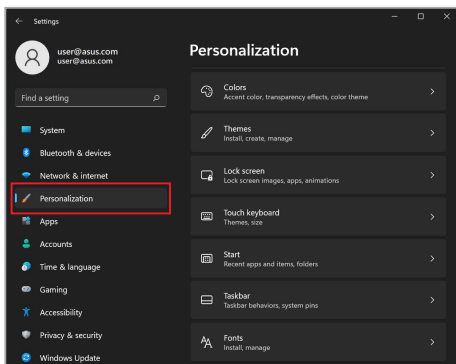 Settings
user@asus.com
user@asus.com
Find a setting
System
Bluetooth & devices
Network & internet
Personalization
Apps
Accounts
Time & language
Gaming
Accessibility
Privacy & security
Windows Update
Personalization
Colors
Accent color, transparency effects, color theme
Themes
Install, create, manage
Lock screen
Lock screen images, apps, animations
Touch keyboard
Themes, size
Start
Recent apps and items, folders
Taskbar
Taskbar behaviors, system pins
Fonts
Install, manage